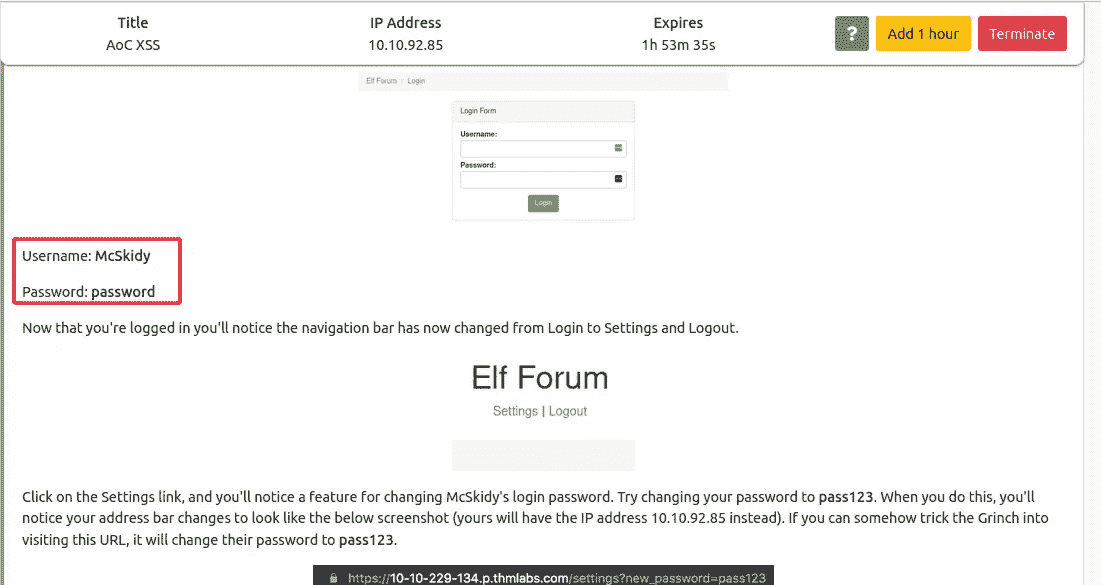 Title
IP Address
Expires
AoC XSS
10.10.92.85
1h 53m 35s
?
Add 1 hour
Terminate
Elf Forum / Login
Login Form
Username:
Password:
Login
Username: McSkidy
Password: password
Now that you're logged in you'll notice the navigation bar has now changed from Login to Settings and Logout.
Elf Forum
Settings | Logout
Click on the Settings link, and you'll notice a feature for changing McSkidy's login password. Try changing your password to pass123. When you do this, you'll
notice your address bar changes to look like the below screenshot (yours will have the IP address 10.10.92.85 instead). If you can somehow trick the Grinch into
visiting this URL, it will change their password to pass123.
https://10-10-229-134.p.thmlabs.com/settings?new_password=pass123